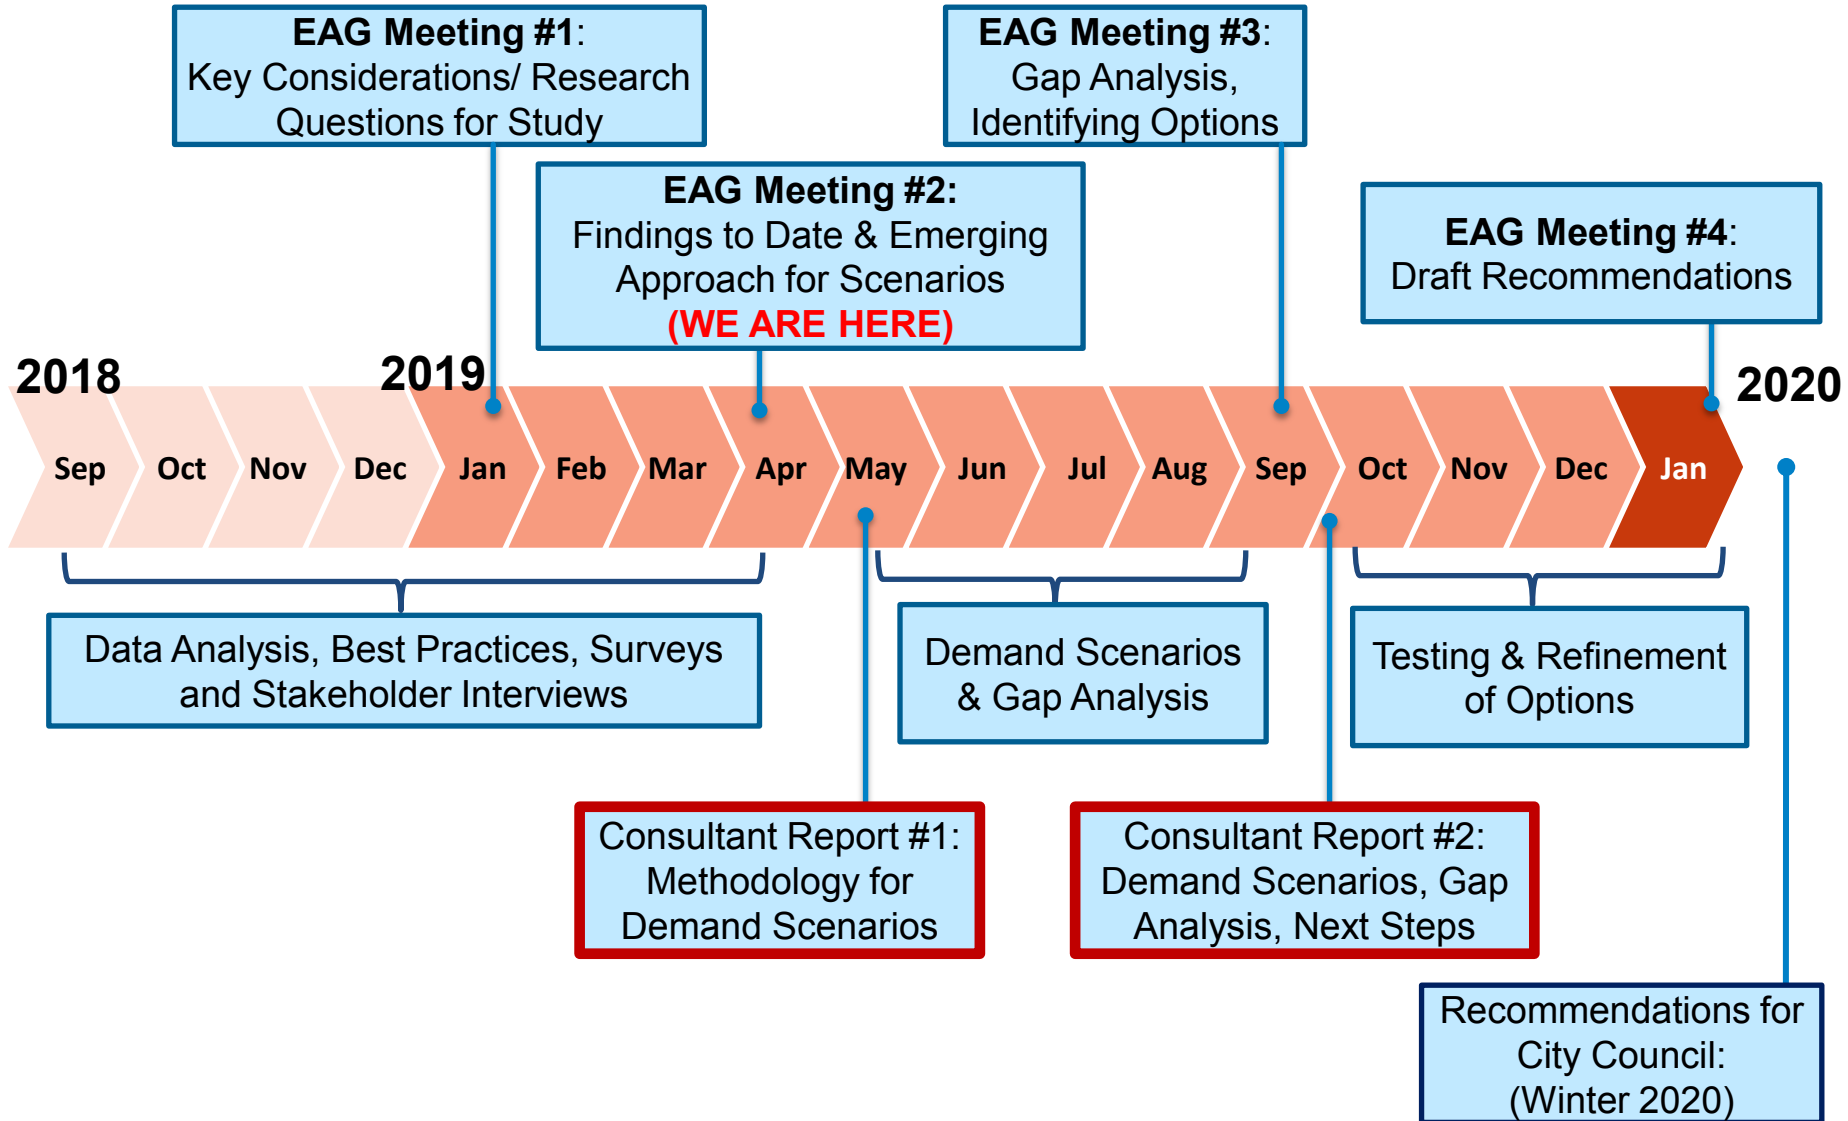 EAG Meeting #1:
Key Considerations/ Research
Questions for Study
EAG Meeting #3:
Gap Analysis,
Identifying Options
EAG Meeting #2:
Findings to Date & Emerging
Approach for Scenarios
(WE ARE HERE)
EAG Meeting #4:
Draft Recommendations
2018
2019
2020
Sep
Oct
Nov
Dec
Jan
Feb
Mar
Apr
May
Jun
Jul
Aug
Sep
Oct
Nov
Dec
Jan
Data Analysis, Best Practices, Surveys
and Stakeholder Interviews
Demand Scenarios
& Gap Analysis
Testing & Refinement
of Options
Consultant Report #1:
Methodology for
Demand Scenarios
Consultant Report #2:
Demand Scenarios, Gap
Analysis, Next Steps
Recommendations for
City Council:
(Winter 2020)